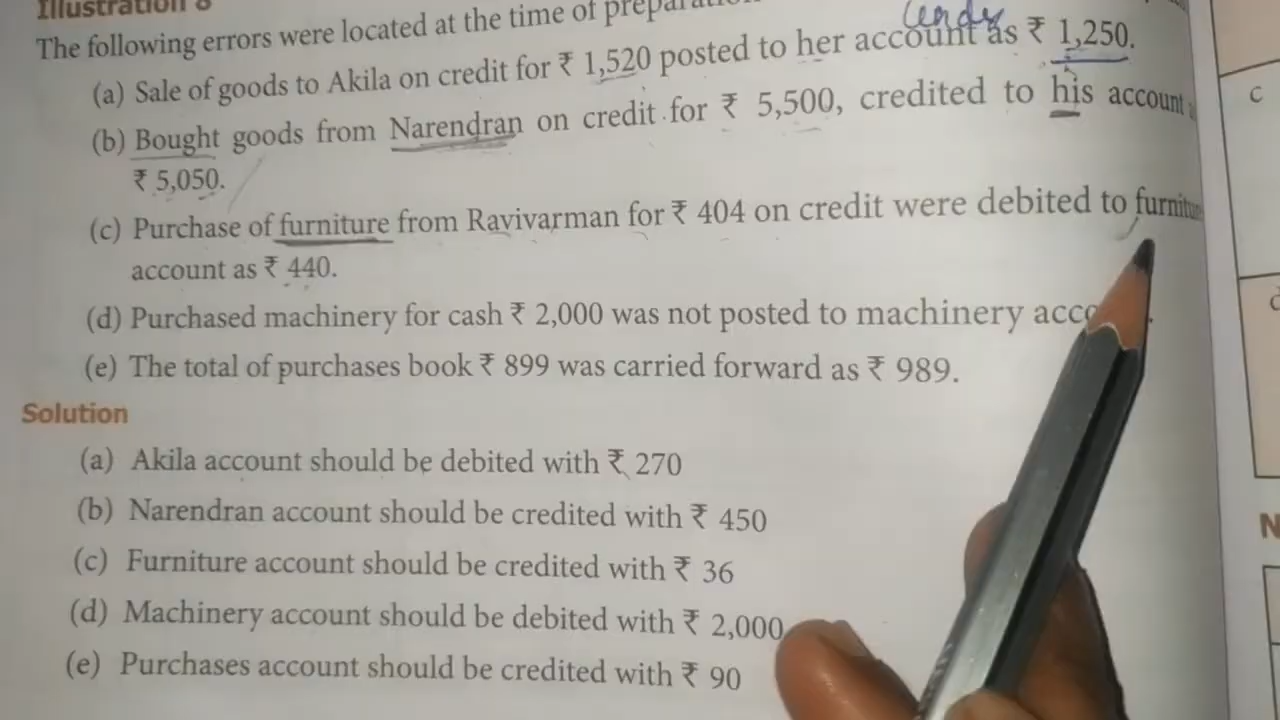 Illustration 8
The following errors were located at the time of
(a) Sale of goods to Akila on credit for ₹ 1,520 posted to her account as ₹ 1,250.
(b) Bought goods from Narendran on credit for ₹ 5,500, credited to his account
₹ 5,050.
(c) Purchase of furniture from Ravivarman for ₹ 404 on credit were debited to
account as ₹ 440.
(d) Purchased machinery for cash ₹ 2,000 was not posted to machinery
(e) The total of purchases book ₹ 899 was carried forward as ₹ 989.
Solution
(a) Akila account should be debited with ₹ 270
(b) Narendran account should be credited with ₹ 450
(c) Furniture account should be credited with ₹ 36
(d) Machinery account should be debited with ₹ 2,000
(e) Purchases account should be credited with ₹ 90
C
N